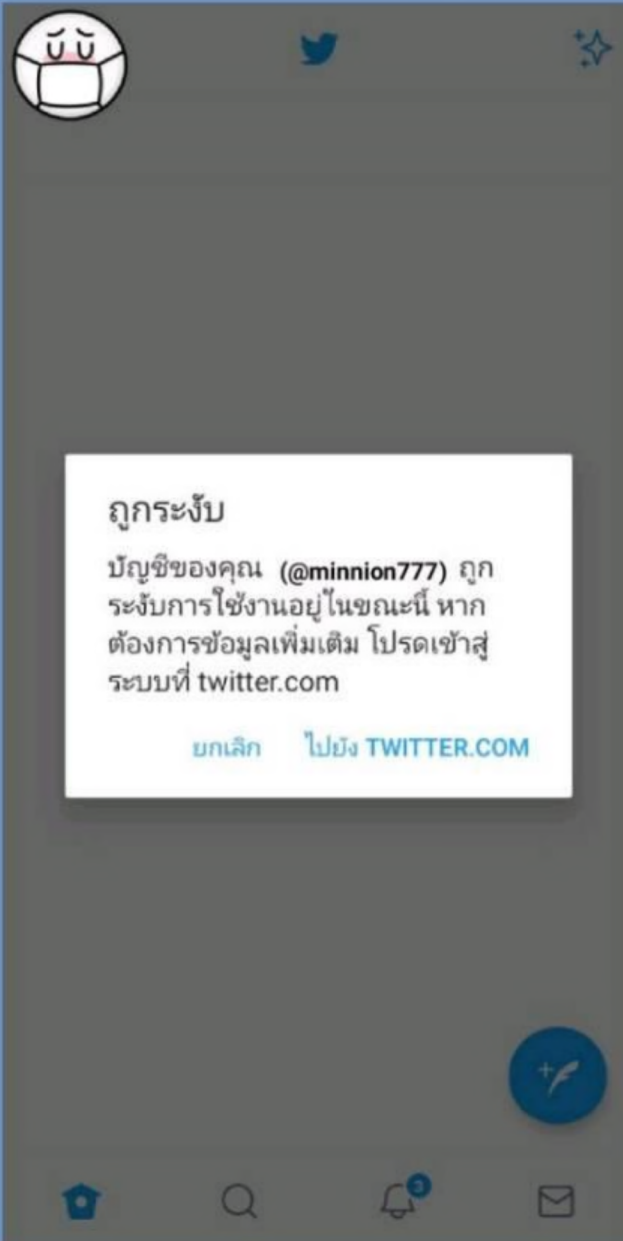 ถูกระงับ
บัญชีของคุณ (@minnion777) ถูก
ระงับการใช้งานอยู่ในขณะนี้ หาก
ต้องการข้อมูลเพิ่มเติม โปรดเข้าสู่
ระบบที่ twitter.com
ยกเลิก ไปยัง TWITTER.COM
3